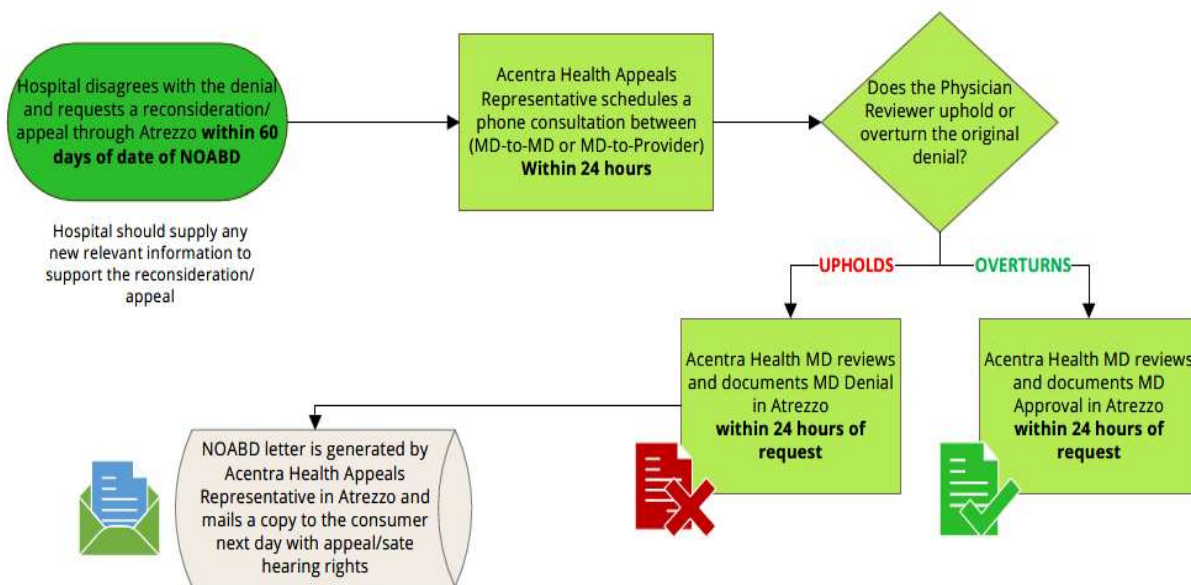 Hospital disagrees with the denial
and requests a reconsideration/
appeal through Atrezzo within 60
days of date of NOABD
Hospital should supply any
new relevant information to
support the reconsideration/
appeal
Acentra Health Appeals
Representative schedules a
phone consultation between
(MD-to-MD or MD-to-Provider)
Within 24 hours
Does the Physician
Reviewer uphold or
overturn the original
denial?
UPHOLDS
OVERTURNS
Acentra Health MD reviews
and documents MD Denial
in Atrezzo
within 24 hours of
request
Acentra Health MD reviews
and documents MD
Approval in Atrezzo
within 24 hours of
request
NOABD letter is generated by
Acentra Health Appeals
Representative in Atrezzo and
mails a copy to the consumer
next day with appeal/sate
hearing rights